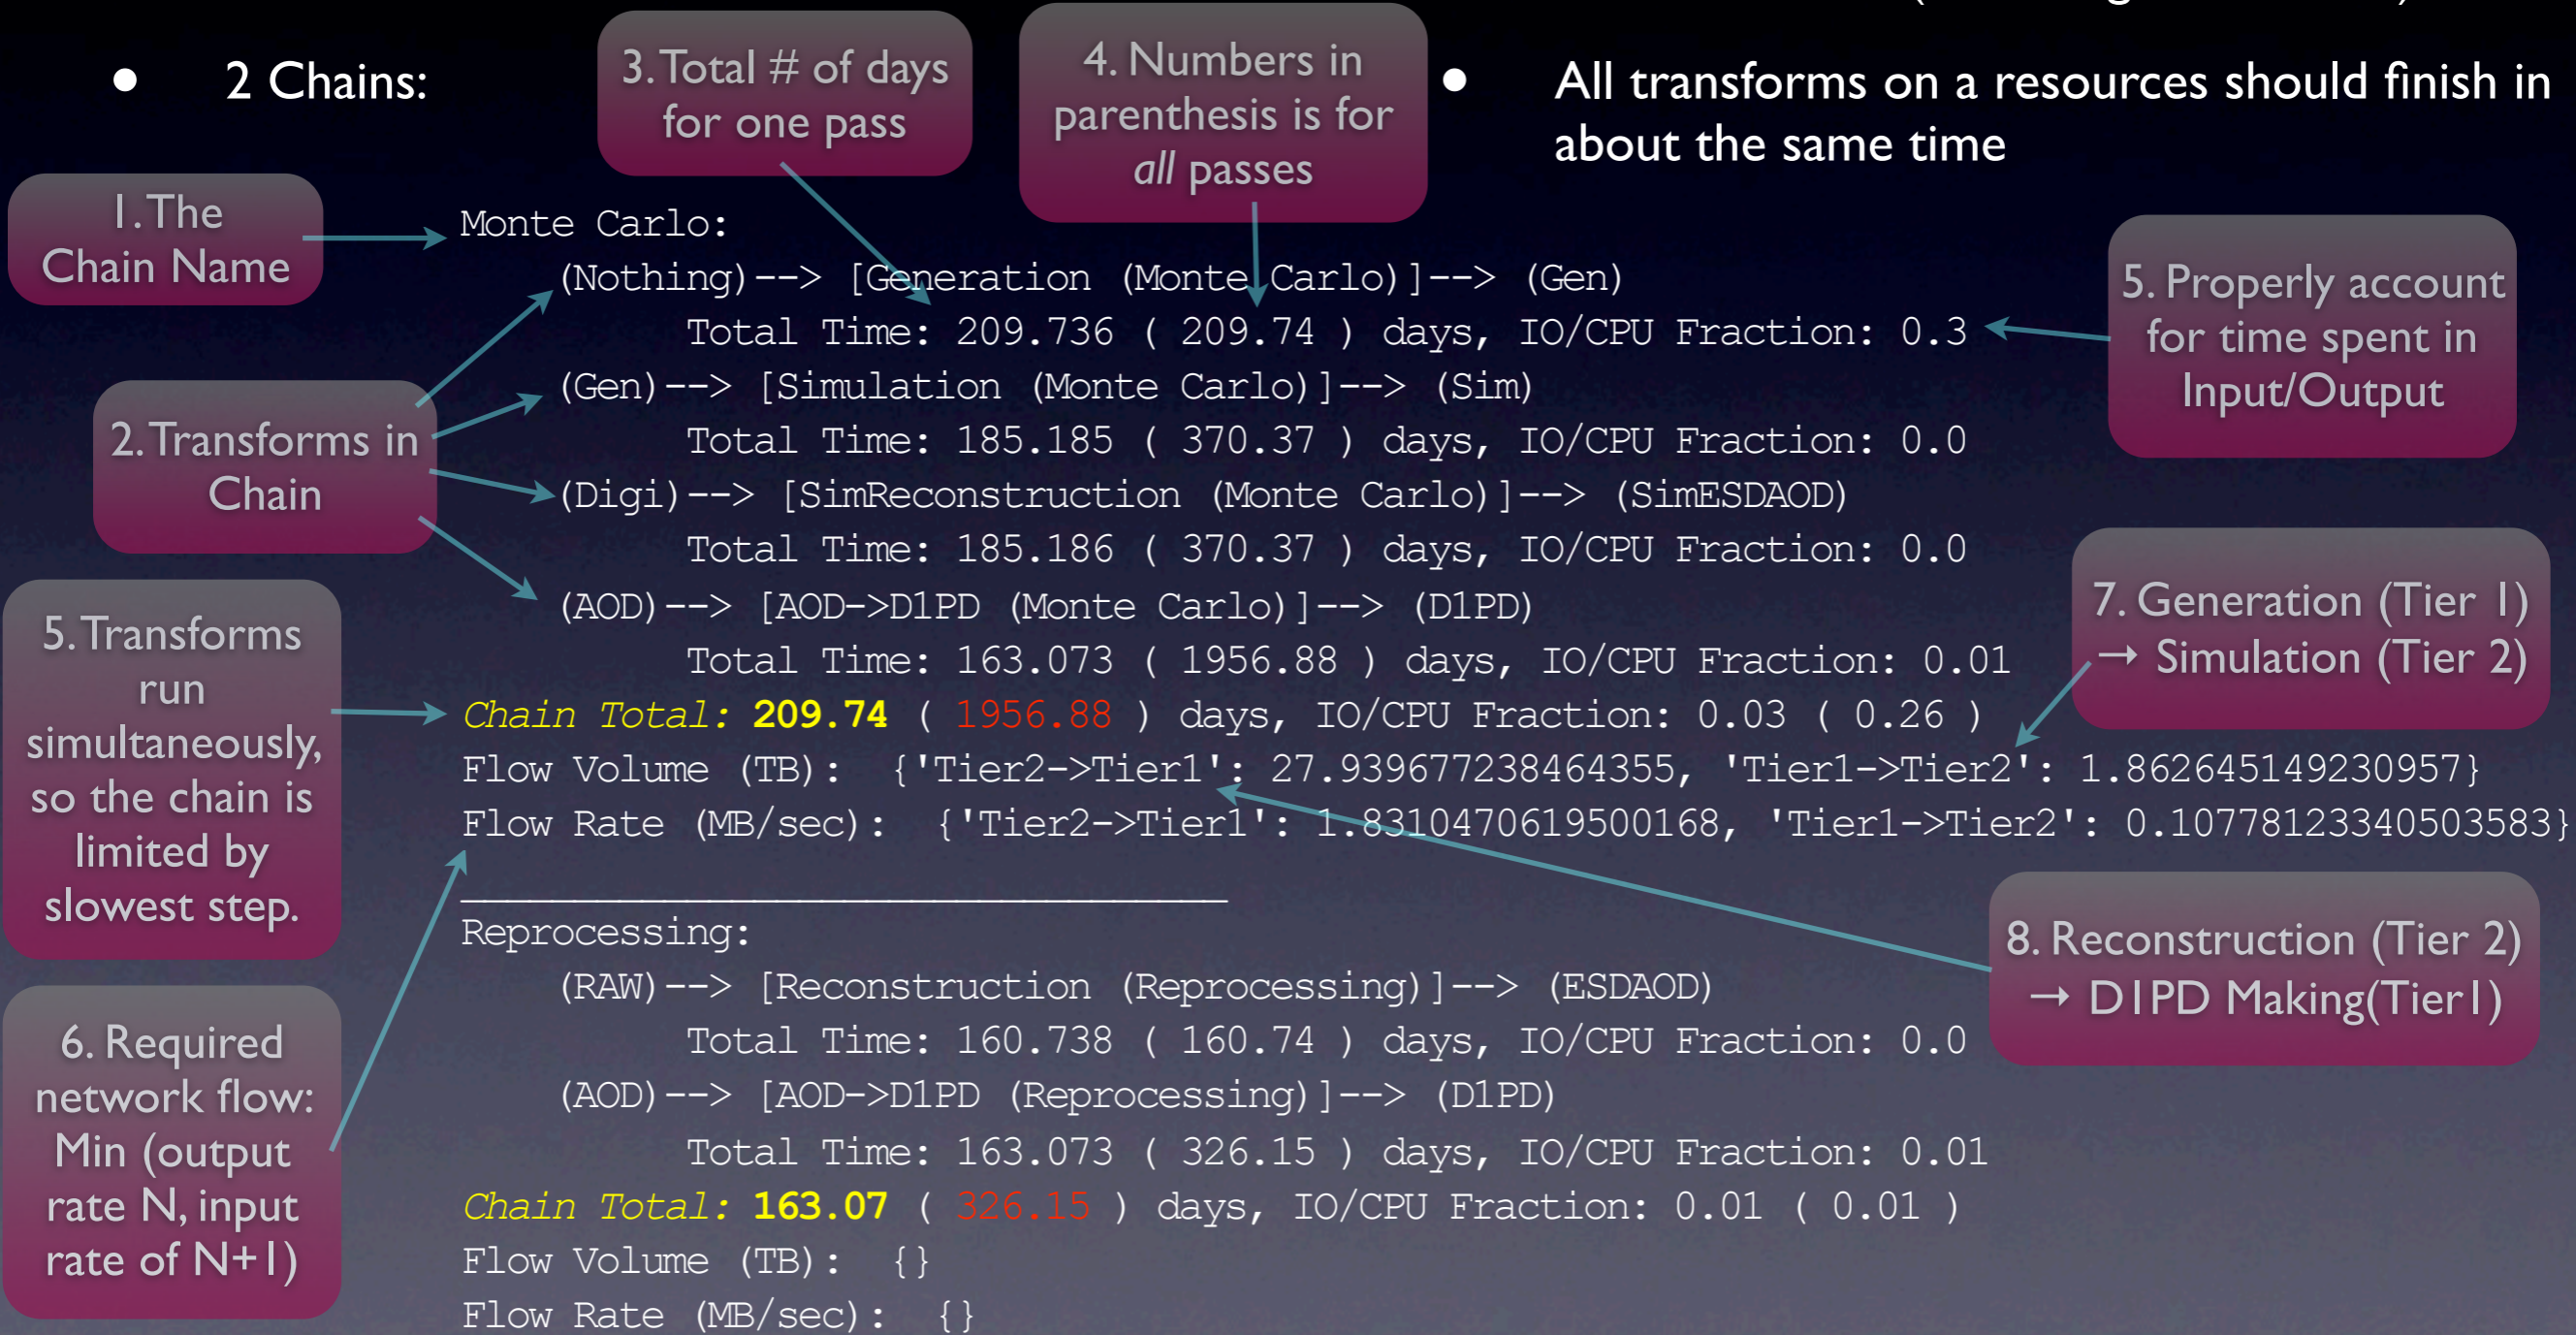 • 2 Chains:
3. Total # of days
for one pass
4. Numbers in
parenthesis is for
all passes
• All transforms on a resources should finish in
about the same time
1. The
Chain Name
2. Transforms in
Chain
5. Transforms
run
simultaneously,
so the chain is
limited by
slowest step.
6. Required
network flow:
Min (output
rate N, input
rate of N+1)
Monte Carlo:
(Nothing)--> [Generation (Monte Carlo)]--> (Gen)
Total Time: 209.736 ( 209.74 ) days, IO/CPU Fraction: 0.3
(Gen)--> [Simulation (Monte Carlo)]--> (Sim)
Total Time: 185.185 ( 370.37 ) days, IO/CPU Fraction: 0.0
(Digi)--> [SimReconstruction (Monte Carlo)]--> (SimESDAOD)
Total Time: 185.186 ( 370.37 ) days, IO/CPU Fraction: 0.0
(AOD)--> [AOD->D1PD (Monte Carlo)]--> (D1PD)
Total Time: 163.073 ( 1956.88 ) days, IO/CPU Fraction: 0.01
Chain Total: 209.74 ( 1956.88 ) days, IO/CPU Fraction: 0.03 ( 0.26 )
Flow Volume (TB): {'Tier2->Tier1': 27.939677238464355, 'Tier1->Tier2': 1.862645149230957}
Flow Rate (MB/sec): {'Tier2->Tier1': 1.8310470619500168, 'Tier1->Tier2': 0.10778123340503583}
Reprocessing:
(RAW)--> [Reconstruction (Reprocessing)]--> (ESDAOD)
Total Time: 160.738 ( 160.74 ) days, IO/CPU Fraction: 0.0
(AOD)--> [AOD->D1PD (Reprocessing)]--> (D1PD)
Total Time: 163.073 ( 326.15 ) days, IO/CPU Fraction: 0.01
Chain Total: 163.07 ( 326.15 ) days, IO/CPU Fraction: 0.01 ( 0.01 )
Flow Volume (TB): {}
Flow Rate (MB/sec): {}
5. Properly account
for time spent in
Input/Output
7. Generation (Tier 1)
→ Simulation (Tier 2)
8. Reconstruction (Tier 2)
→ D1PD Making(Tier1)